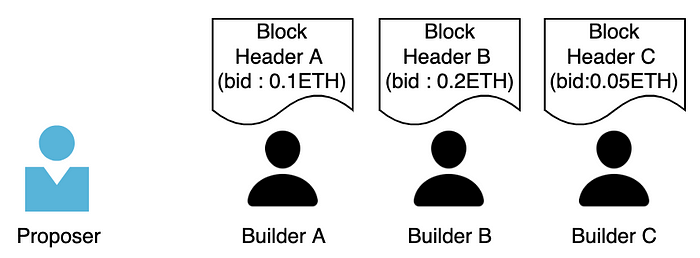 Block
Header A
(bid : 0.1ETH)
Block
Header B
(bid : 0.2ETH)
Block
Header C
(bid:0.05ETH)
Proposer
Builder A
Builder B
Builder C